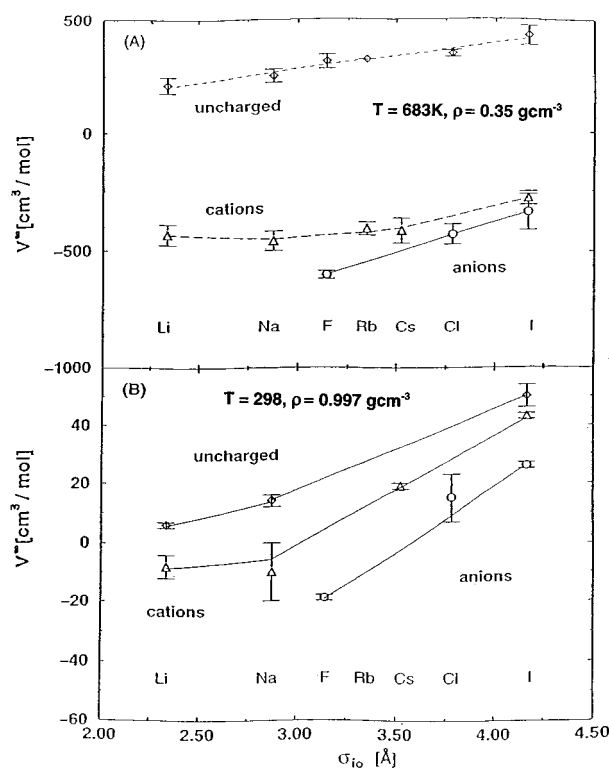 500
(A)
uncharged
T = 683K, ρ = 0.35 gcm⁻³
0
V∞ [cm³ / mol]
cations
−500
anions
Li Na F Rb Cs Cl I
−1000
(B)
T = 298, ρ = 0.997 gcm⁻³
40
uncharged
20
V∞ [cm³ / mol]
0
−20
cations
anions
−40
Li Na F Rb Cs Cl I
−60
2.00 2.50 3.00 3.50 4.00 4.50
σio [Å]